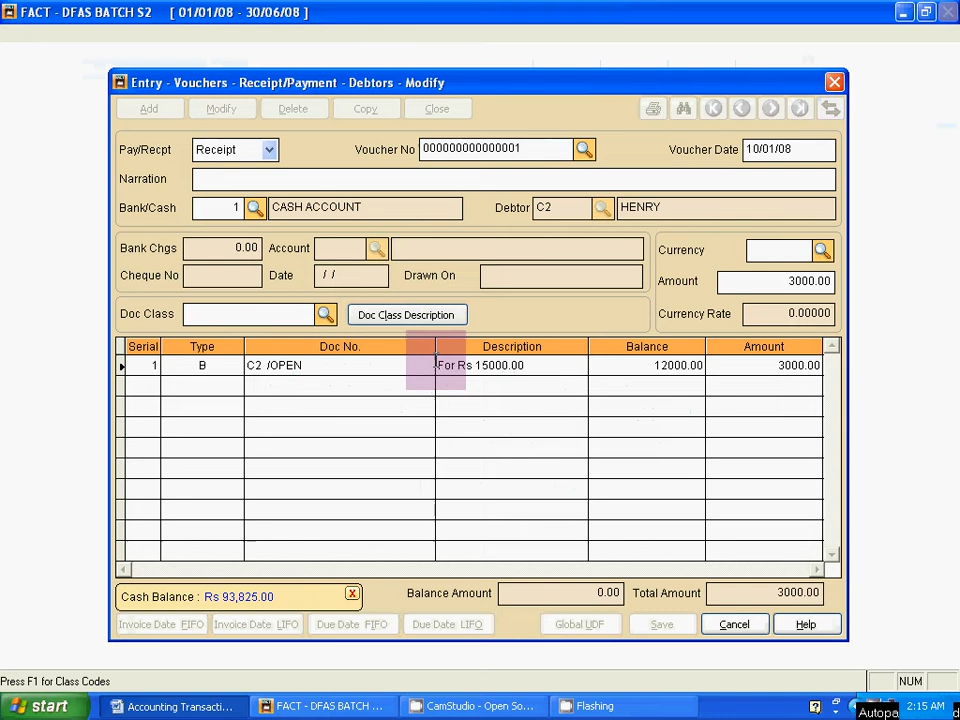 FACT - DFAS BATCH S2 [ 01/01/08 - 30/06/08 ]
Entry - Vouchers - Receipt/Payment - Debtors - Modify
Add Modify Delete Copy Close
Pay/Recpt Receipt Voucher No 000000000000001 Voucher Date 10/01/08
Narration
Bank/Cash 1 CASH ACCOUNT Debtor C2 HENRY
Bank Chgs 0.00 Account Currency
Cheque No Date / / Drawn On Amount 3000.00
Doc Class Doc Class Description Currency Rate 0.00000
Serial Type Doc No. Description Balance Amount
1 B C2 /OPEN For Rs 15000.00 12000.00 3000.00
Cash Balance : Rs 93,825.00 x Balance Amount 0.00 Total Amount 3000.00
Invoice Date FIFO Invoice Date LIFO Due Date FIFO Due Date LIFO Global UDF Save Cancel Help
Press F1 for Class Codes NUM
start Accounting Transacti... FACT - DFAS BATCH ... CamStudio - Open So... Flashing ? 2:15 AM